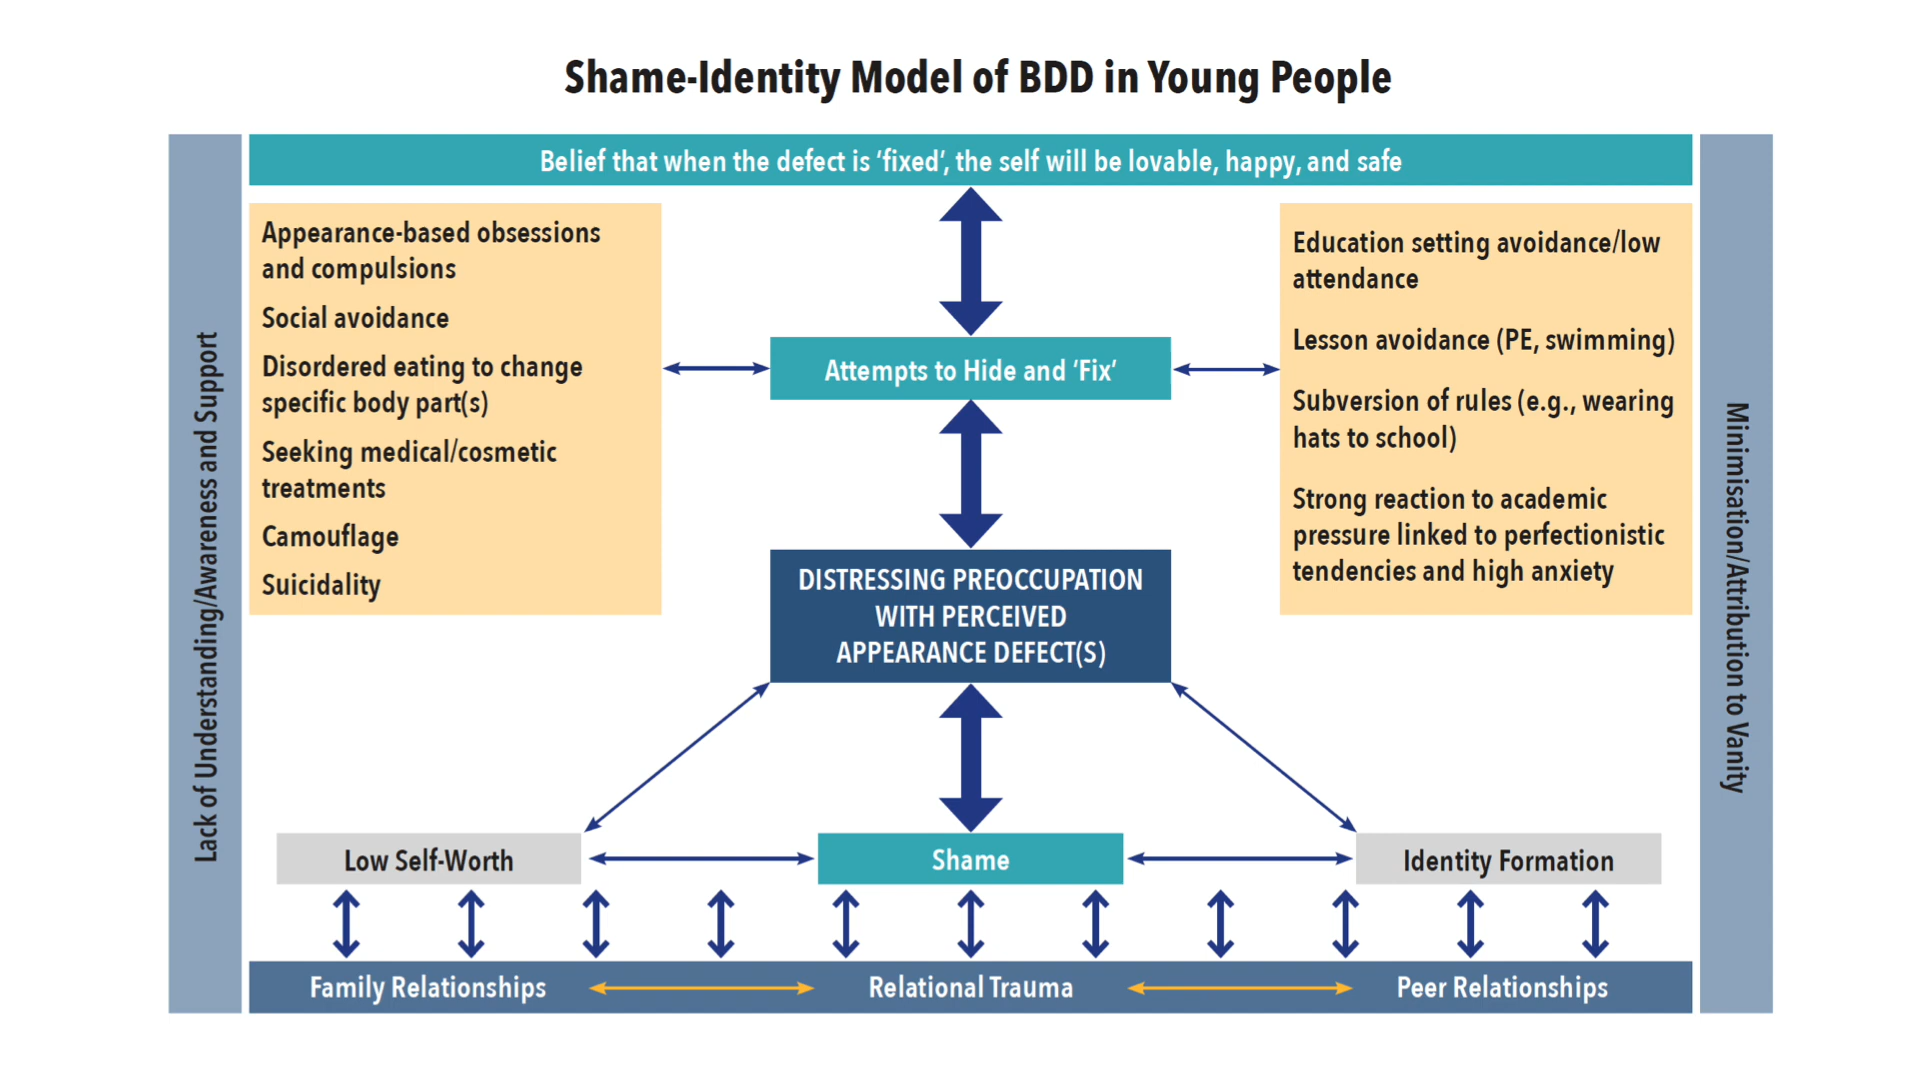 Shame-Identity Model of BDD in Young People
Belief that when the defect is ‘fixed’, the self will be lovable, happy, and safe
Lack of Understanding/Awareness and Support
Appearance-based obsessions
and compulsions
Social avoidance
Disordered eating to change
specific body part(s)
Seeking medical/cosmetic
treatments
Camouflage
Suicidality
Attempts to Hide and ‘Fix’
Education setting avoidance/low
attendance
Lesson avoidance (PE, swimming)
Subversion of rules (e.g., wearing
hats to school)
Strong reaction to academic
pressure linked to perfectionistic
tendencies and high anxiety
Minimisation/Attribution to Vanity
DISTRESSING PREOCCUPATION
WITH PERCEIVED
APPEARANCE DEFECT(S)
Low Self-Worth
Shame
Identity Formation
Family Relationships
Relational Trauma
Peer Relationships